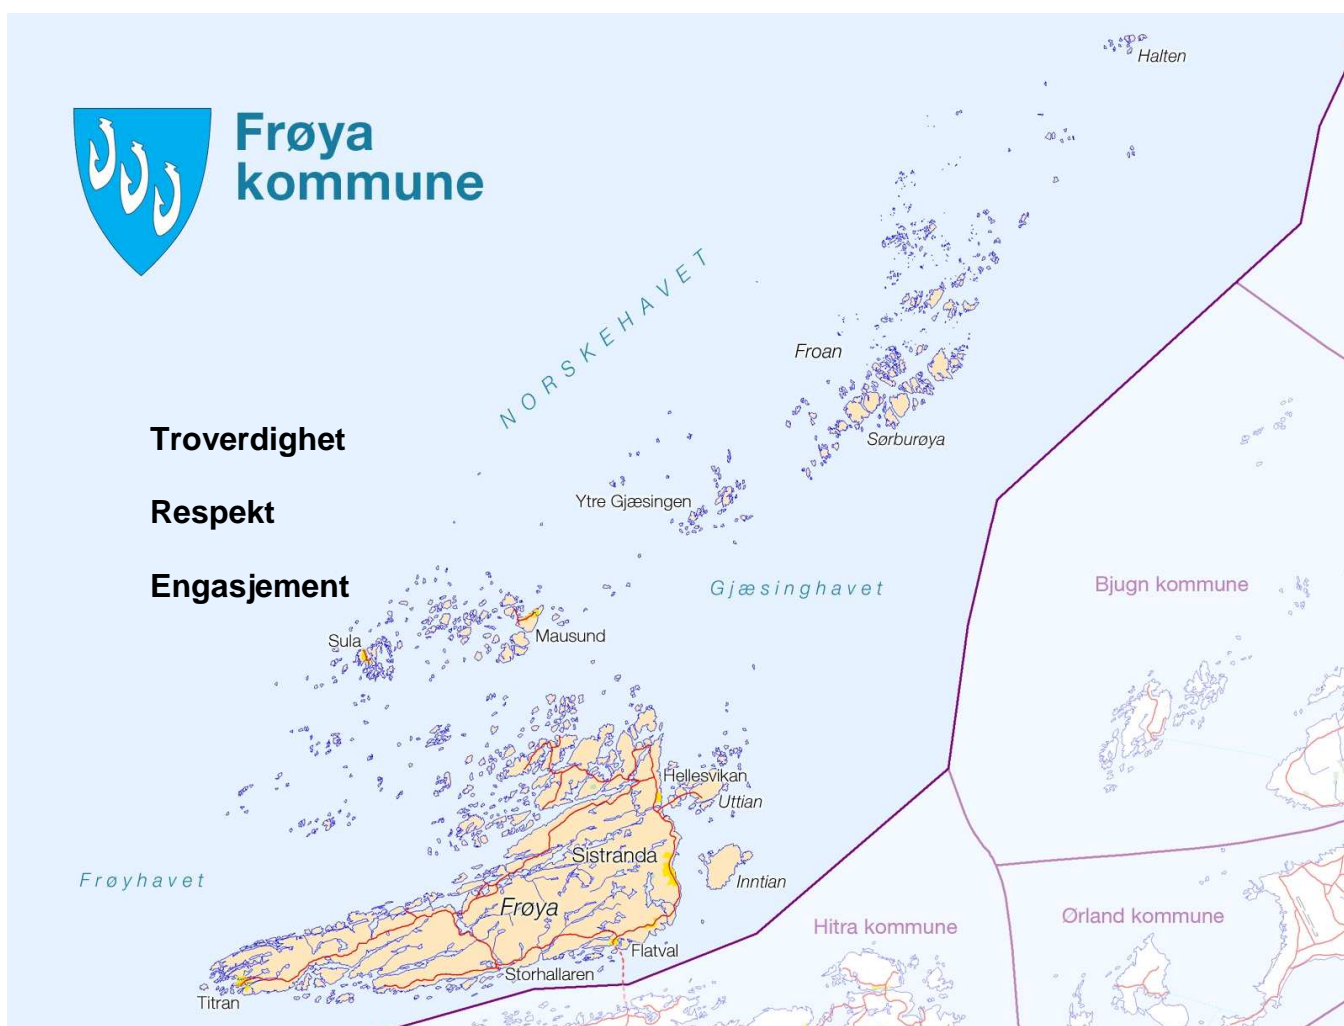 Halten
Frøya
kommune
NORSKEHAVET
Froan
Troverdighet
Sørburøya
Ytre Gjæsingen
Respekt
Engasjement
Gjæsinghavet
Bjugn kommune
Sula
Mausund
Hellesvikan
Uttian
Sistranda
Inntian
Frøyhavet
Frøya
Ørland kommune
Hitra kommune
Flatval
Storhallaren
Titran